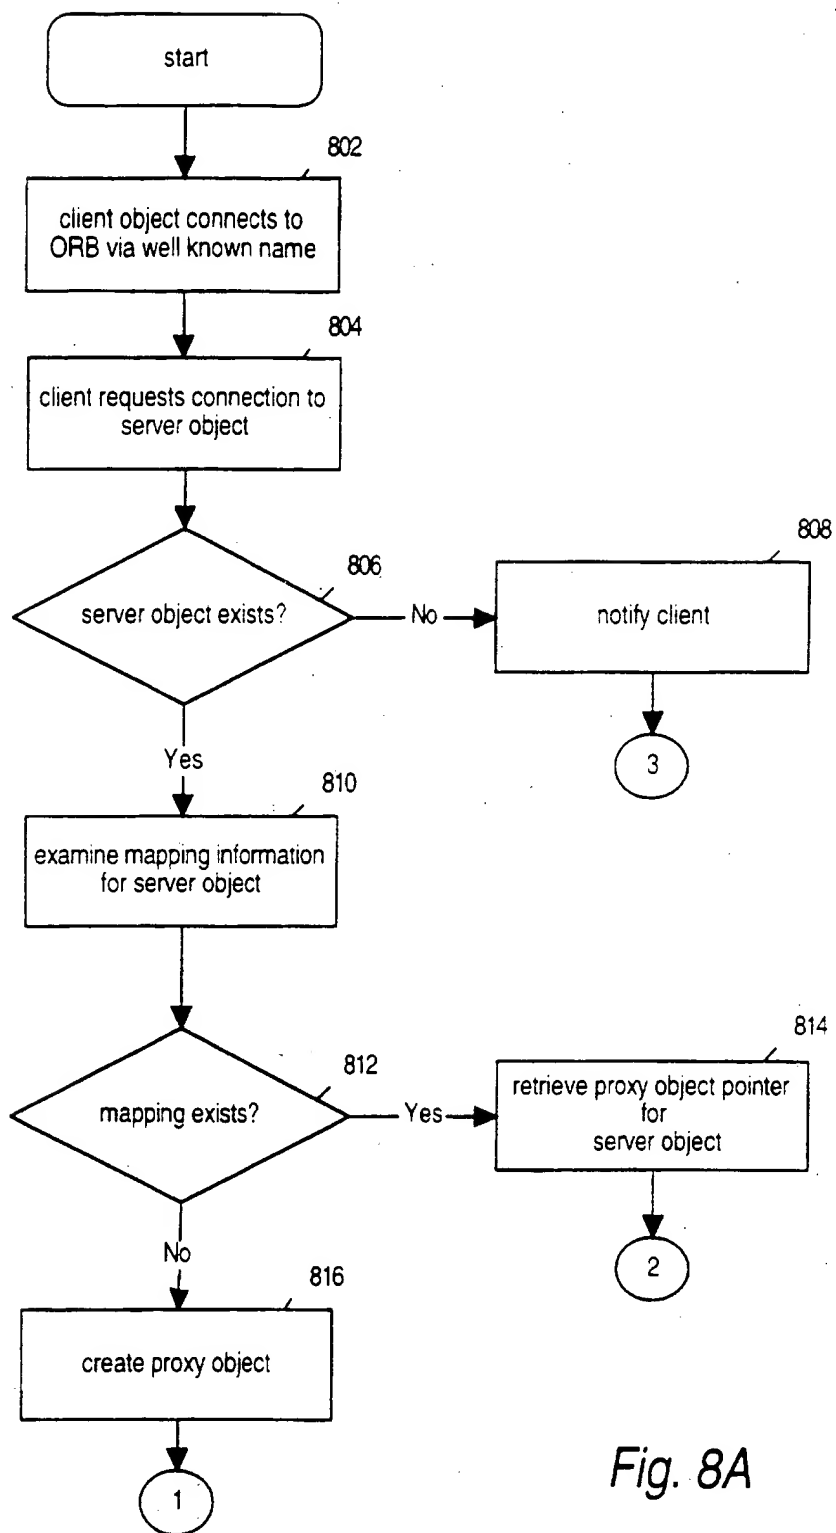 start
802
client object connects to
ORB via well known name
804
client requests connection to
server object
806
server object exists?
No
808
notify client
3
Yes
810
examine mapping information
for server object
812
mapping exists?
Yes
814
retrieve proxy object pointer
for
server object
2
No
816
create proxy object
1
Fig. 8A